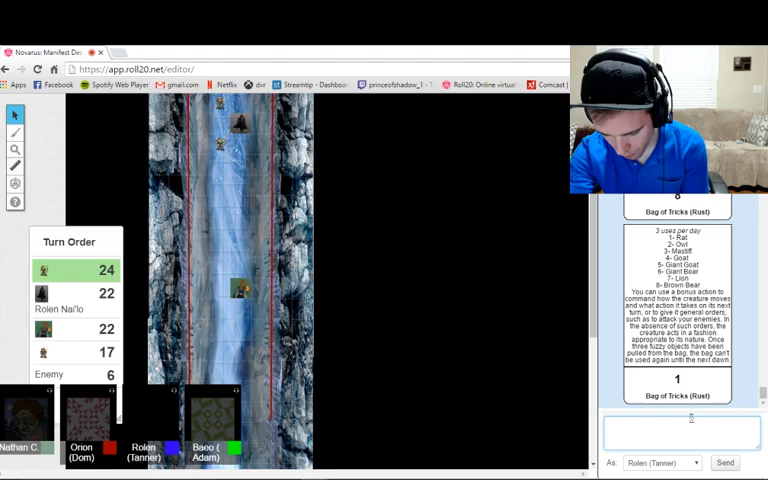 Novarus: Manifest De:
https://app.roll20.net/editor/
Apps Facebook Spotify Web Player gmail.com Netflix dvr Streamtip - Dashboa princeofshadow_1 - T Roll20: Online virtual Comcast
Turn Order
24
22
Rolen Nai'lo
22
17
Enemy 6
Nathan C.
Orion
(Dom)
Rolen
(Tanner)
Baoo (
Adam)
8
Bag of Tricks (Rust)
3 uses per day
1- Rat
2- Owl
3- Mastiff
4- Goat
5- Giant Goat
6- Giant Boar
7- Lion
8- Brown Bear
You can use a bonus action to
command how the creature moves
and what action it takes on its next
turn, or to give it general orders,
such as to attack your enemies. In
the absence of such orders, the
creature acts in a fashion
appropriate to its nature. Once
three fuzzy objects have been
pulled from the bag, the bag can't
be used again until the next dawn.
1
Bag of Tricks (Rust)
As: Rolen (Tanner) Send